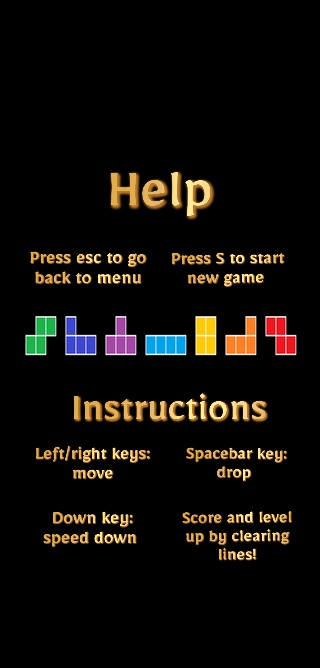 Help
Press esc to go
back to menu
Press S to start
new game
Instructions
Left/right keys:
move
Spacebar key:
drop
Down key:
speed down
Score and level
up by clearing
lines!